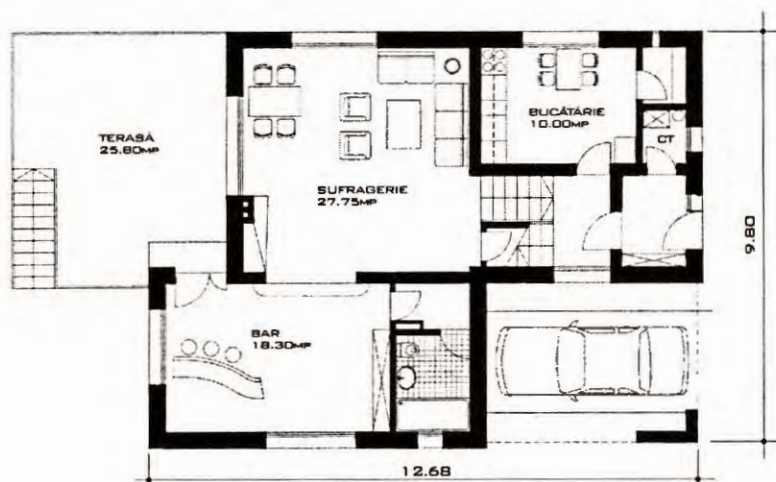 TERASĂ
25.80MP
SUFRAGERIE
27.75MP
BUCĂTĂRIE
10.00MP
CT
BAR
18.30MP
9.80
12.68